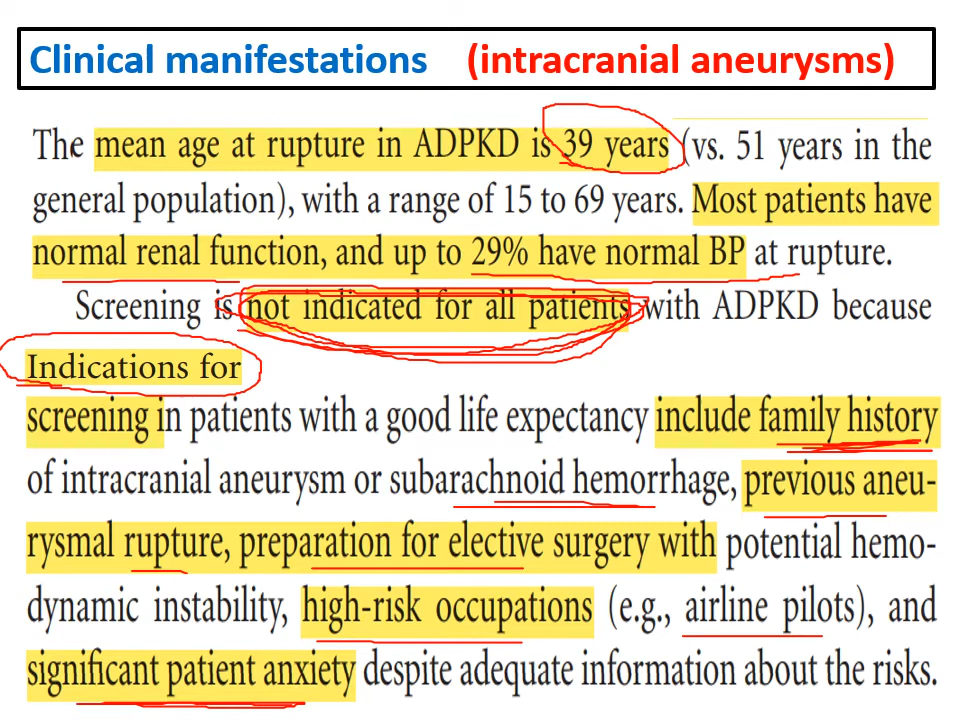 Clinical manifestations (intracranial aneurysms)
The mean age at rupture in ADPKD is 39 years (vs. 51 years in the
general population), with a range of 15 to 69 years. Most patients have
normal renal function, and up to 29% have normal BP at rupture.
Screening is not indicated for all patients with ADPKD because
Indications for
screening in patients with a good life expectancy include family history
of intracranial aneurysm or subarachnoid hemorrhage, previous aneu-
rysmal rupture, preparation for elective surgery with potential hemo-
dynamic instability, high-risk occupations (e.g., airline pilots), and
significant patient anxiety despite adequate information about the risks.